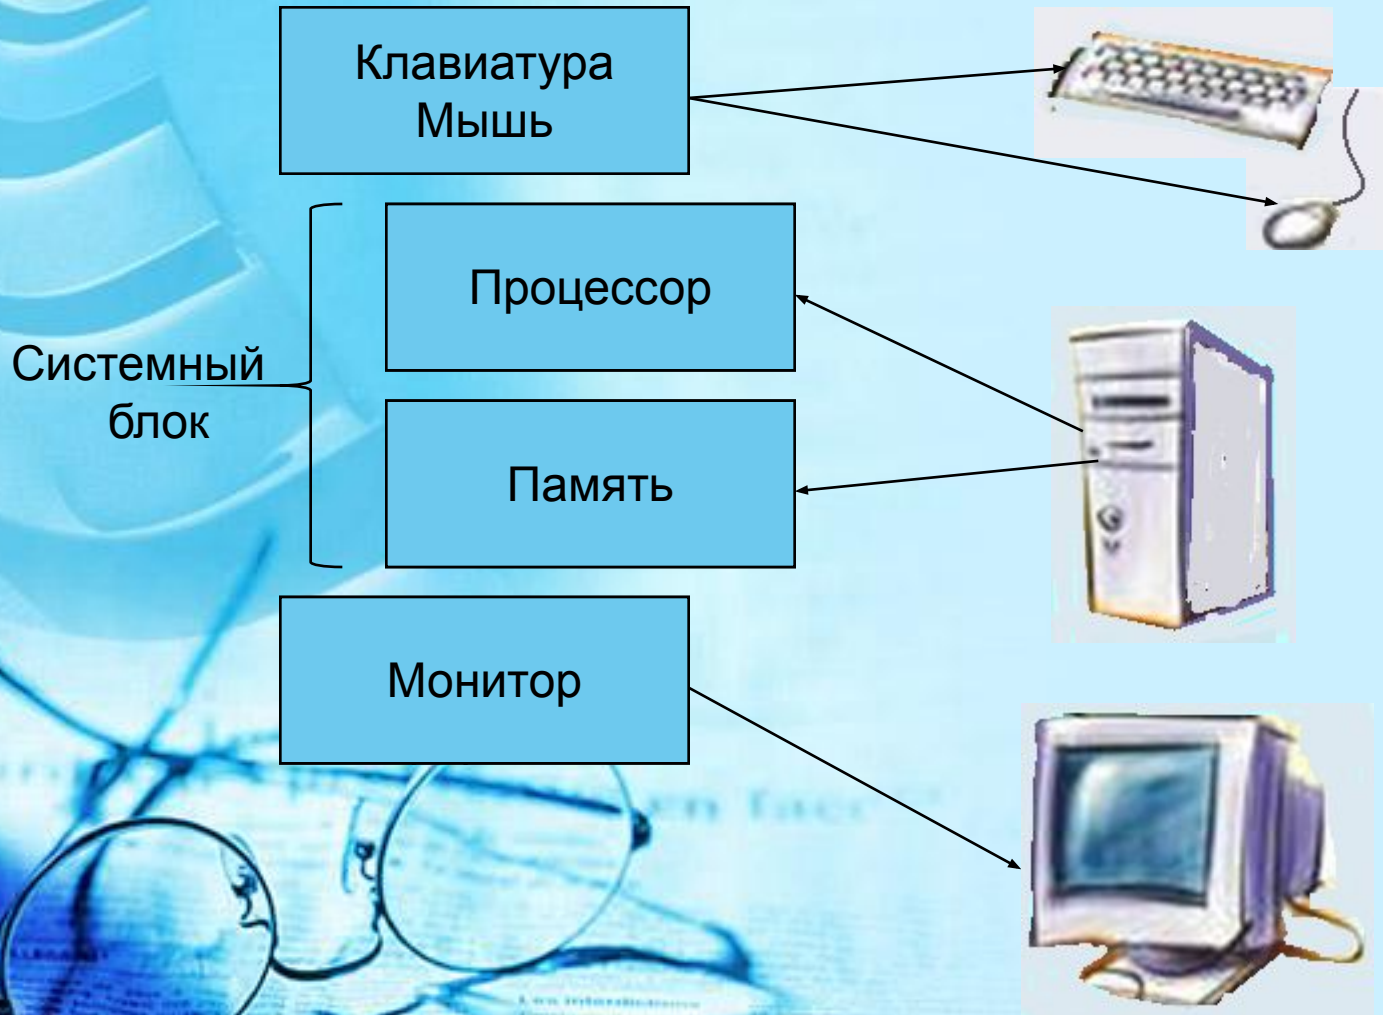 Клавиатура
Мышь
Процессор
Системный
блок
Память
Монитор